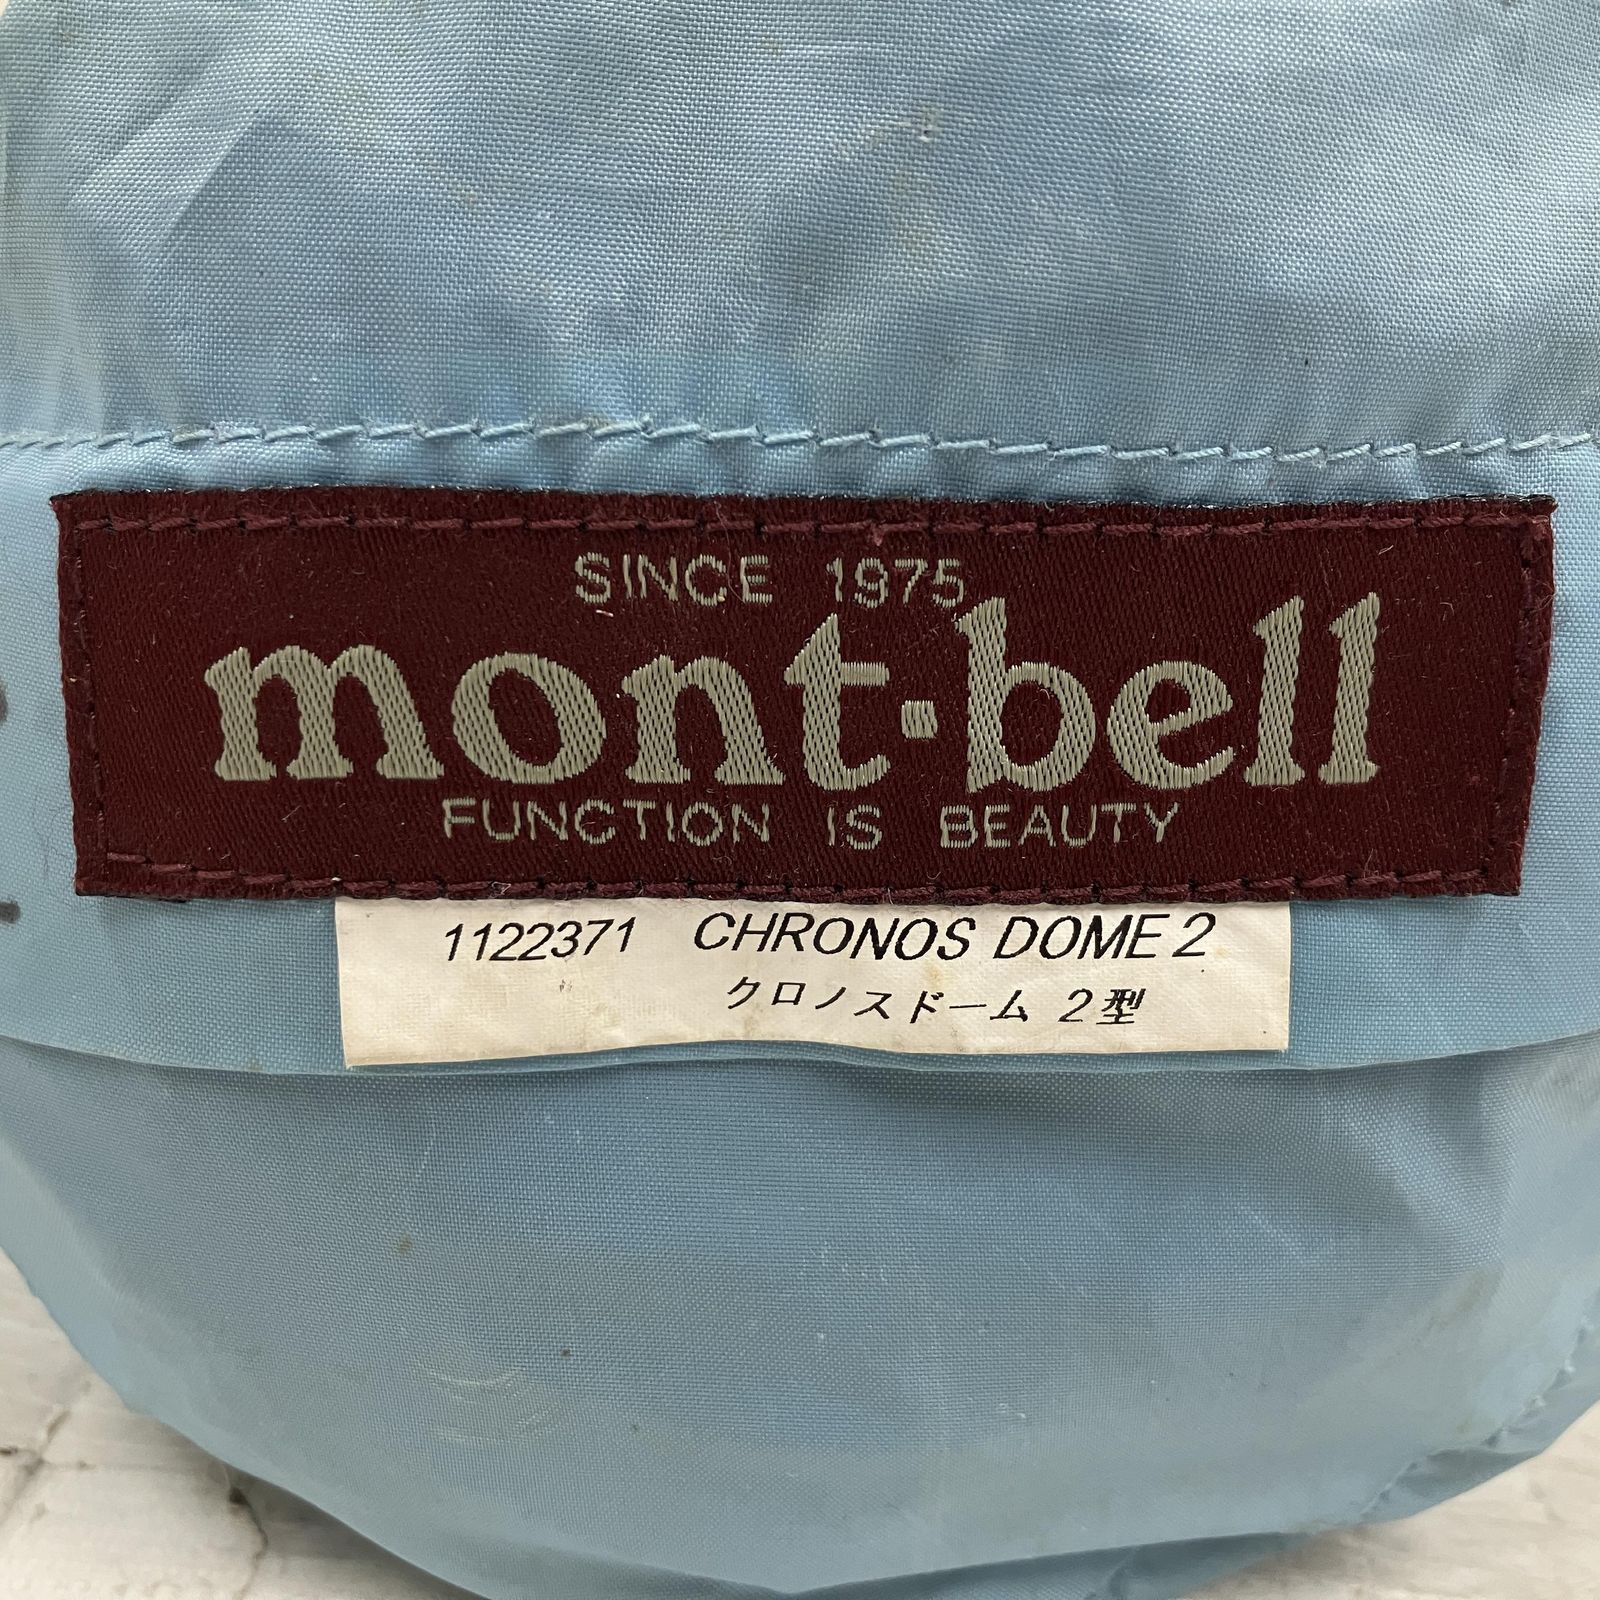 SINCE 1975
mont-bell
FUNCTION IS BEAUTY
1122371 CHRONOS DOME 2
クロノスドーム 2型